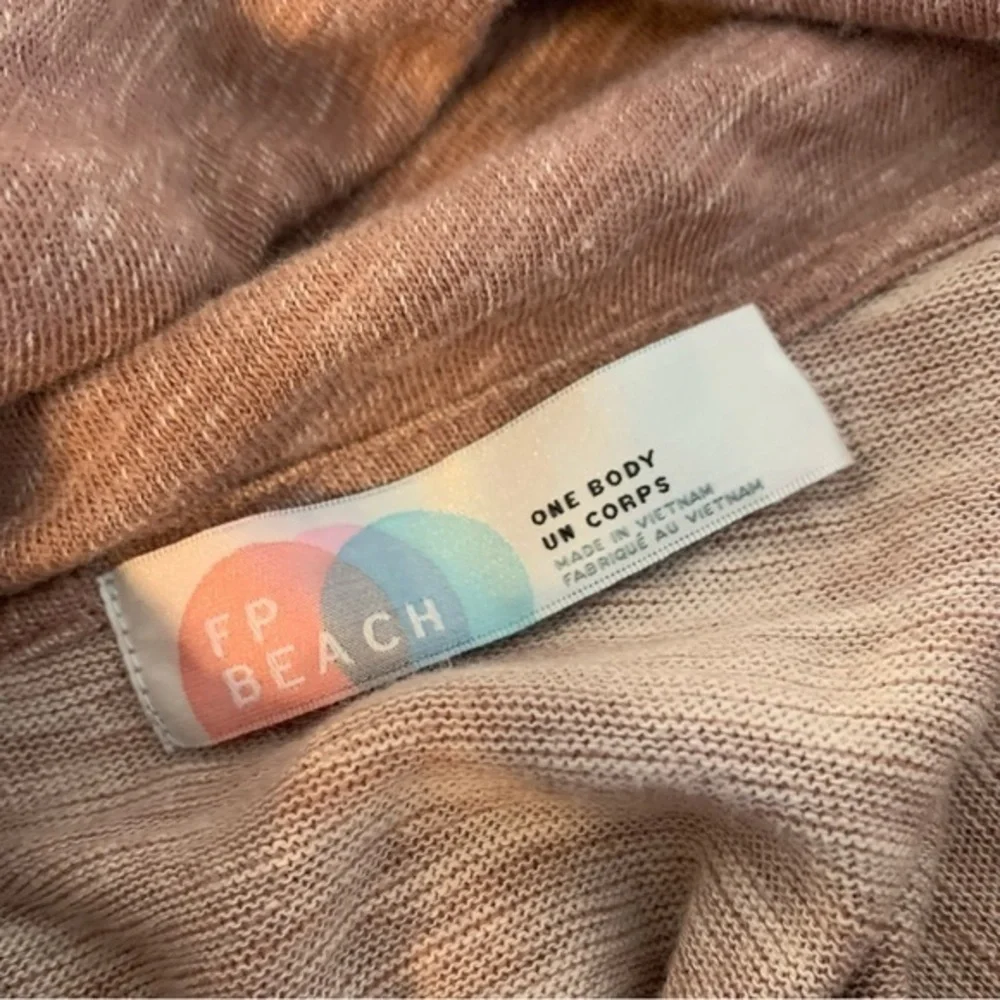 FP
BEACH
ONE BODY
UN CORPS
MADE IN VIETNAM
FABRIQUÉ AU VIETNAM